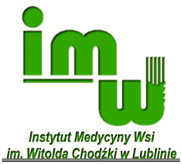 imw
Instytut Medycyny Wsi
im. Witolda Chodźki w Lublinie